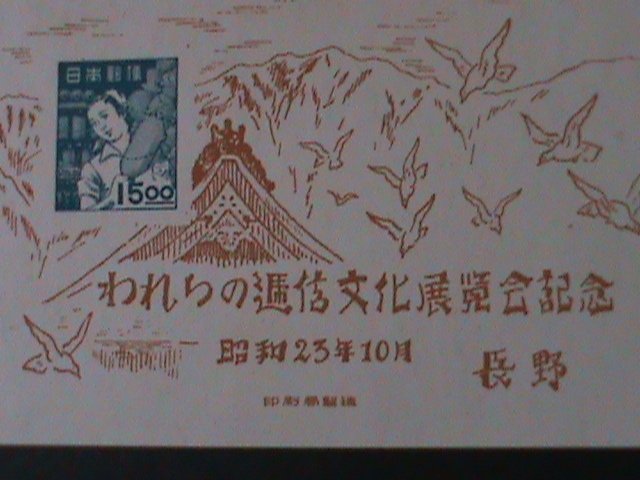 日本郵便
15.00
われらの逓信文化展覧会記念
昭和23年10月
長野
印刷局製造